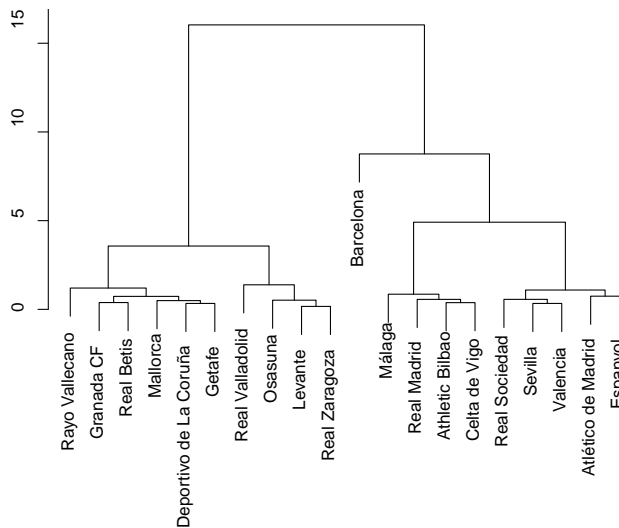 15
10
5
0
Rayo Vallecano
Granada CF
Real Betis
Mallorca
Deportivo de La Coruña
Getafe
Real Valladolid
Osasuna
Levante
Real Zaragoza
Barcelona
Málaga
Real Madrid
Athletic Bilbao
Celta de Vigo
Real Sociedad
Sevilla
Valencia
Atlético de Madrid
Espanyol